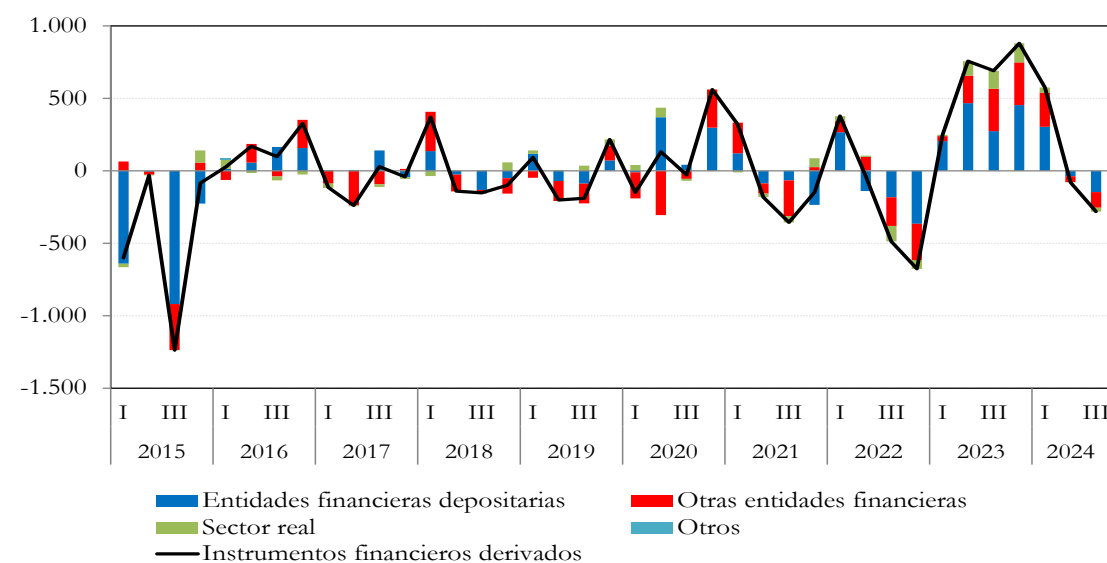 1.000
500
0
-500
-1.000
-1.500
I III I III I III I III I III I III I III I III I III I III
2015 2016 2017 2018 2019 2020 2021 2022 2023 2024
Entidades financieras depositarias Otras entidades financieras
Sector real Otros
Instrumentos financieros derivados